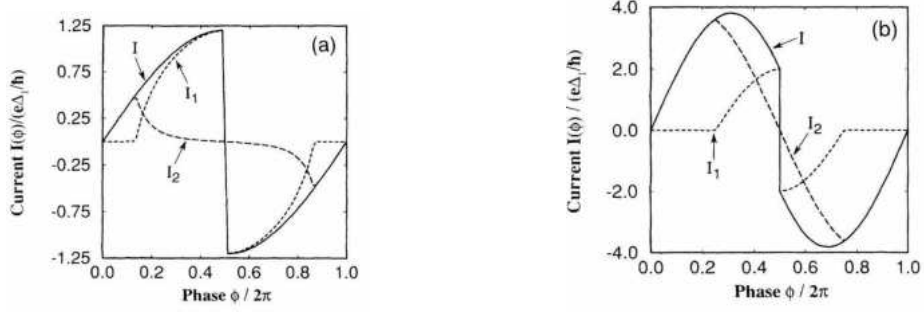 (a)
I
I₁
I₂
1.25
0.75
0.25
-0.25
-0.75
-1.25
0.0 0.2 0.4 0.6 0.8 1.0
Current I(ϕ)/(eΔ₁/ħ)
Phase ϕ / 2π
(b)
I
I₂
I₁
4.0
2.0
0.0
-2.0
-4.0
0.0 0.2 0.4 0.6 0.8 1.0
Current I(ϕ) / (eΔ₁/ħ)
Phase ϕ / 2π